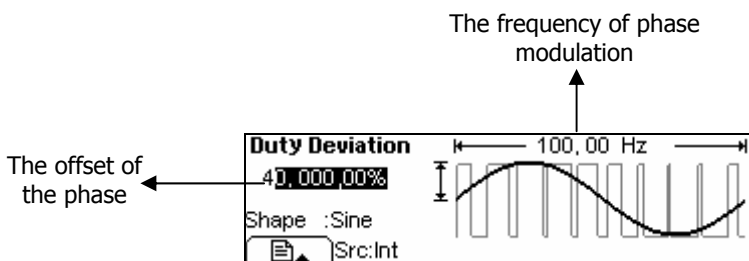 The frequency of phase
modulation
Duty Deviation
100,00 Hz
The offset of
the phase
40,000,00%
Shape :Sine
Src:Int